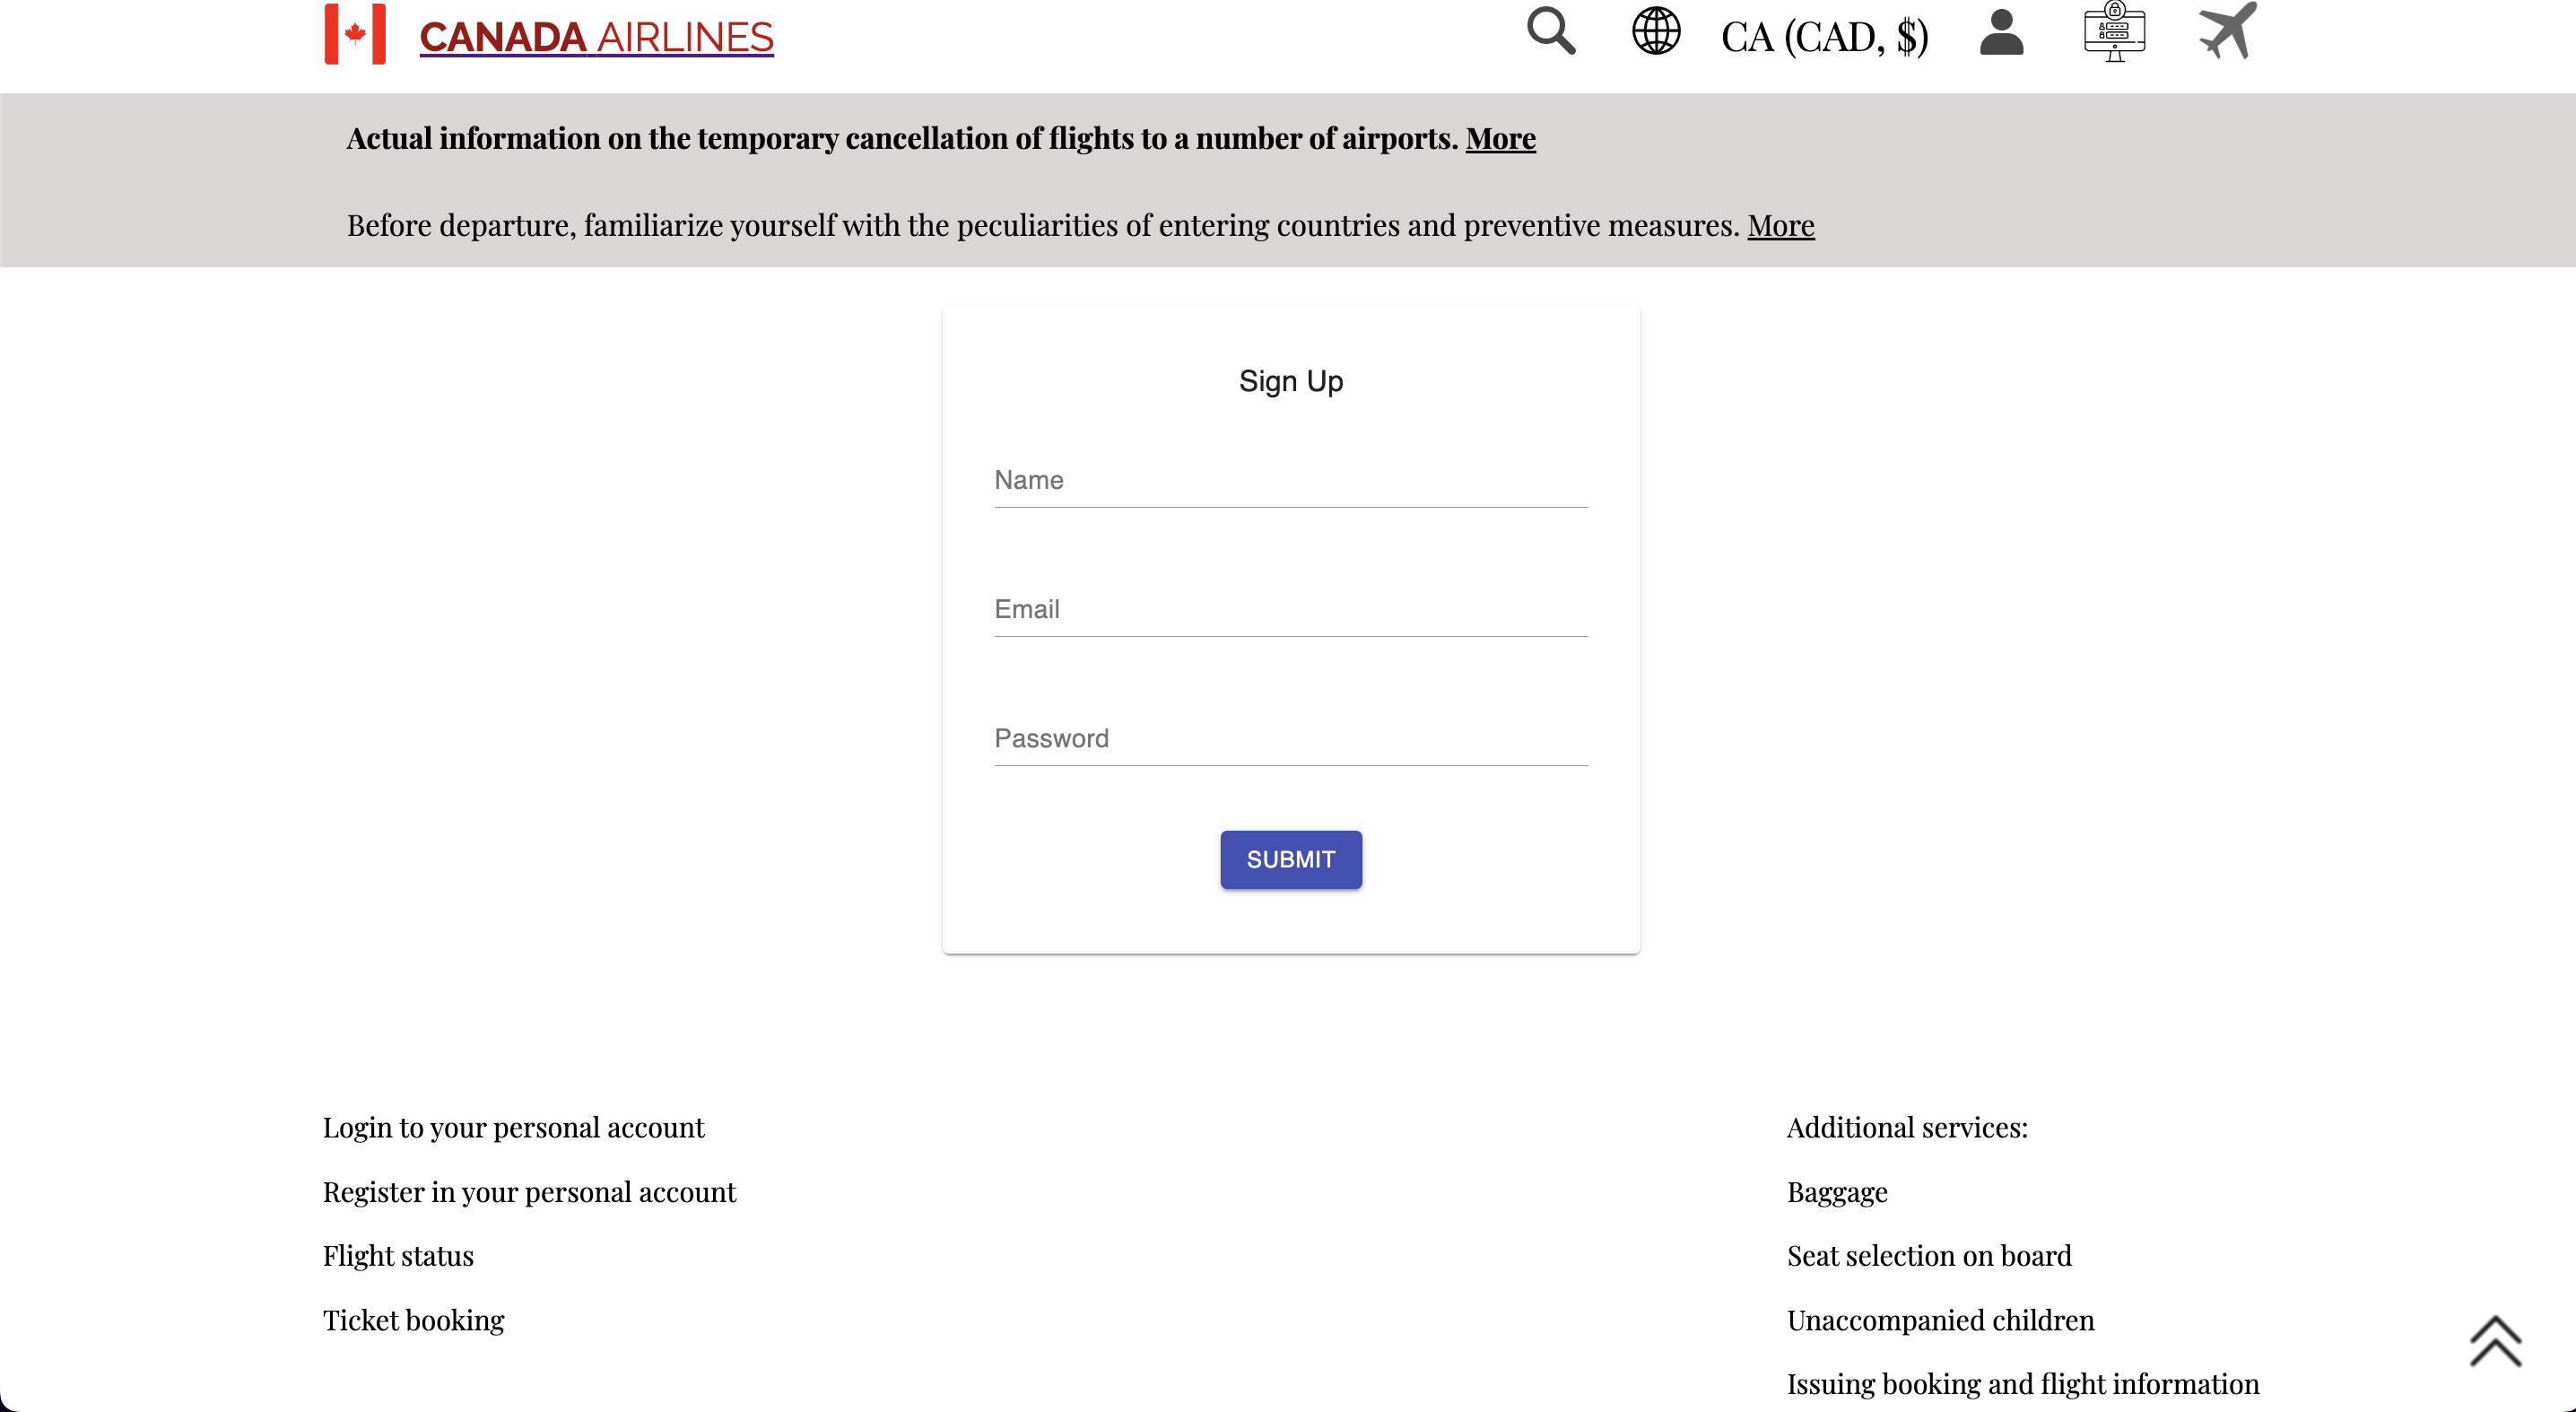 CANADA AIRLINES
CA (CAD, $)
Actual information on the temporary cancellation of flights to a number of airports. More
Before departure, familiarize yourself with the peculiarities of entering countries and preventive measures. More
Sign Up
Name
Email
Password
SUBMIT
Login to your personal account
Register in your personal account
Flight status
Ticket booking
Additional services:
Baggage
Seat selection on board
Unaccompanied children
Issuing booking and flight information